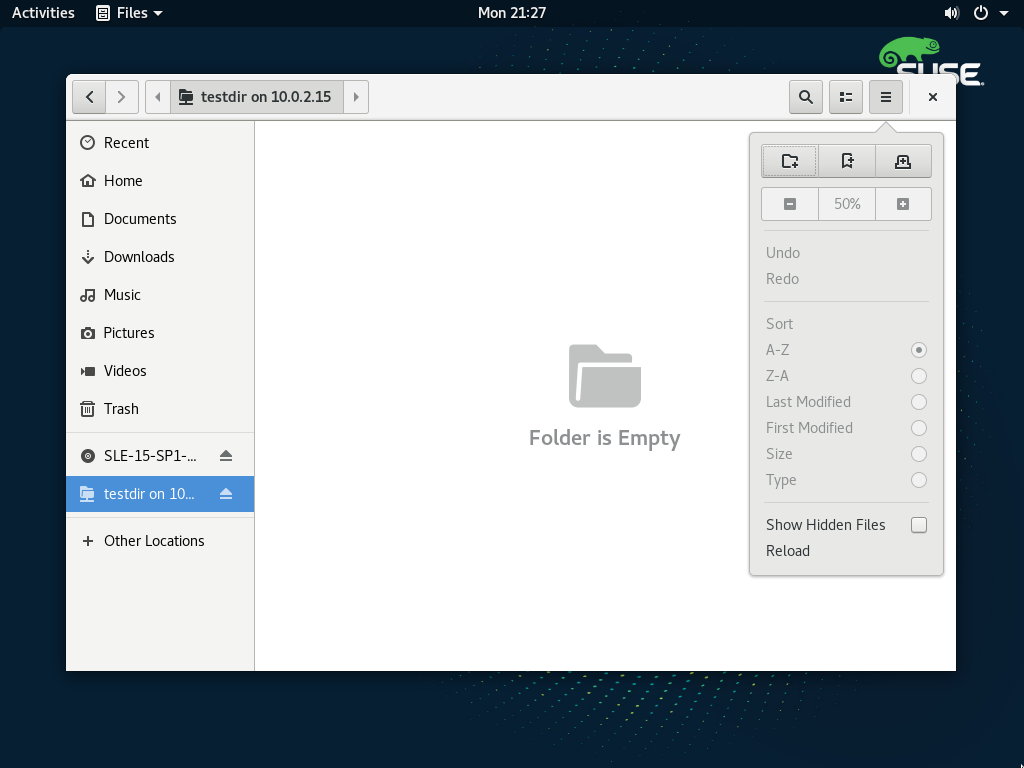 Activities
Files
Mon 21:27
SUSE
testdir on 10.0.2.15
Recent
Home
Documents
Downloads
Music
Pictures
Videos
Trash
SLE-15-SP1-...
testdir on 10...
Other Locations
Folder is Empty
50%
Undo
Redo
Sort
A-Z
Z-A
Last Modified
First Modified
Size
Type
Show Hidden Files
Reload